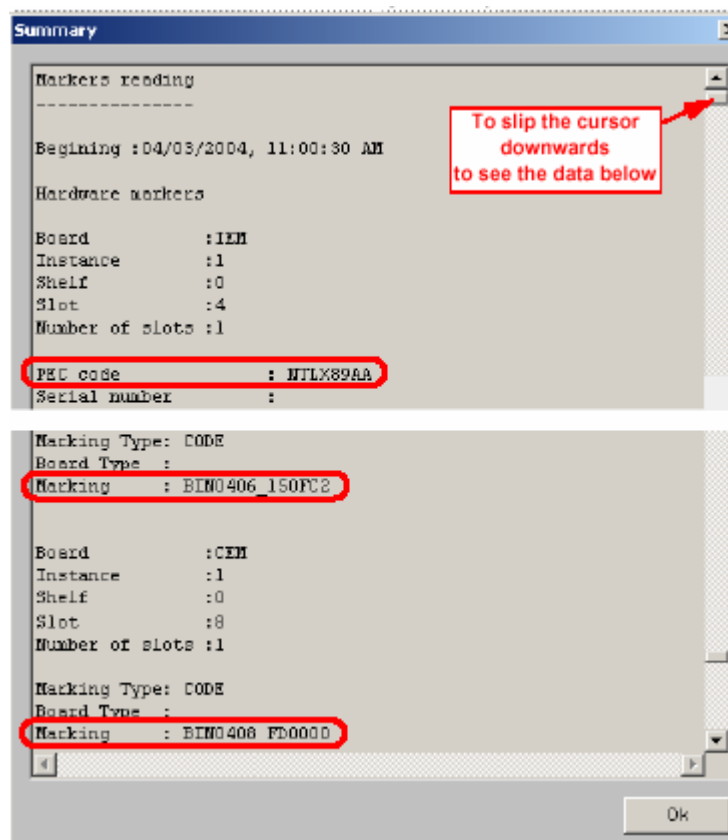 Summary
Markers reading
---------------
To slip the cursor
downwards
to see the data below
Begining :04/03/2004, 11:00:30 AM
Hardware markers
Board :IEM
Instance :1
Shelf :0
Slot :4
Number of slots :1
PEC code : NTLX89AA
Serial number :
Marking Type: CODE
Board Type :
Marking : BIN0406_150FC2
Board :CEM
Instance :1
Shelf :0
Slot :8
Number of slots :1
Marking Type: CODE
Board Type :
Marking : BIN0408_FD000D
Ok